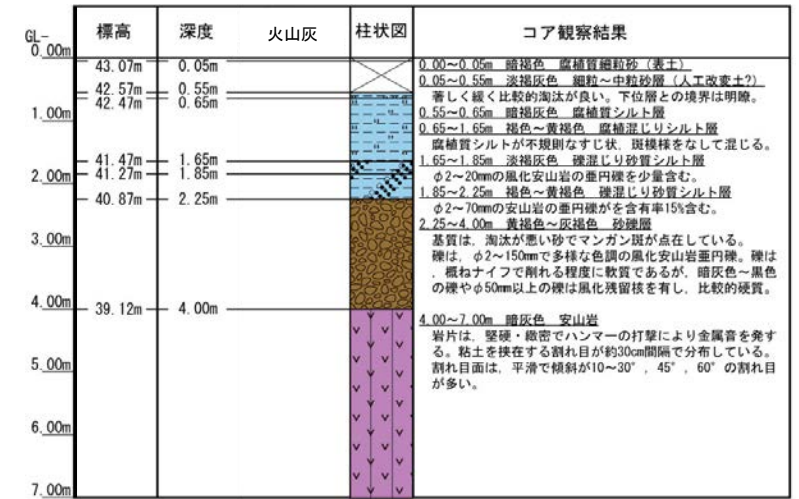 標高 深度 火山灰 柱状図 コア観察結果
GL-
0.00m
43.07m 0.05m
42.57m 0.55m
42.47m 0.65m
1.00m
41.47m 1.65m
41.27m 1.85m
2.00m
40.87m 2.25m
3.00m
4.00m
39.12m 4.00m
5.00m
6.00m
7.00m
0.00～0.05m 暗褐色 腐植質細粒砂（表土）
0.05～0.55m 淡褐灰色 細粒～中粒砂層（人工改変土?）
著しく緩く比較的淘汰が良い。下位層との境界は明瞭。
0.55～0.65m 暗褐灰色 腐植質シルト層
0.65～1.65m 褐色～黄褐色 腐植混じりシルト層
腐植質シルトが不規則なすじ状，斑模様をなして混じる。
1.65～1.85m 淡褐灰色 礫混じり砂質シルト層
φ2～20mmの風化安山岩の亜円礫を少量含む。
1.85～2.25m 褐色～黄褐色 礫混じり砂質シルト層
φ2～70mmの安山岩の亜円礫がを含有率15%含む。
2.25～4.00m 黄褐色～灰褐色 砂礫層
基質は，淘汰が悪い砂でマンガン斑が点在している。
礫は，φ2～150mmで多様な色調の風化安山岩亜円礫。礫は
，概ねナイフで削れる程度に軟質であるが，暗灰色～黒色
の礫やφ50mm以上の礫は風化残留核を有し，比較的硬質。
4.00～7.00m 暗灰色 安山岩
岩片は，堅硬・緻密でハンマーの打撃により金属音を発す
る。粘土を挟在する割れ目が約30cm間隔で分布している。
割れ目面は，平滑で傾斜が10～30°，45°，60°の割れ目
が多い。